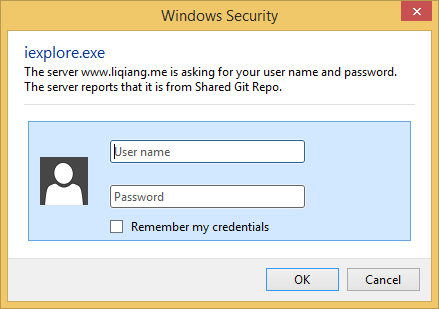 Windows Security
iexplore.exe
The server www.liqiang.me is asking for your user name and password.
The server reports that it is from Shared Git Repo.
User name
Password
Remember my credentials
OK
Cancel